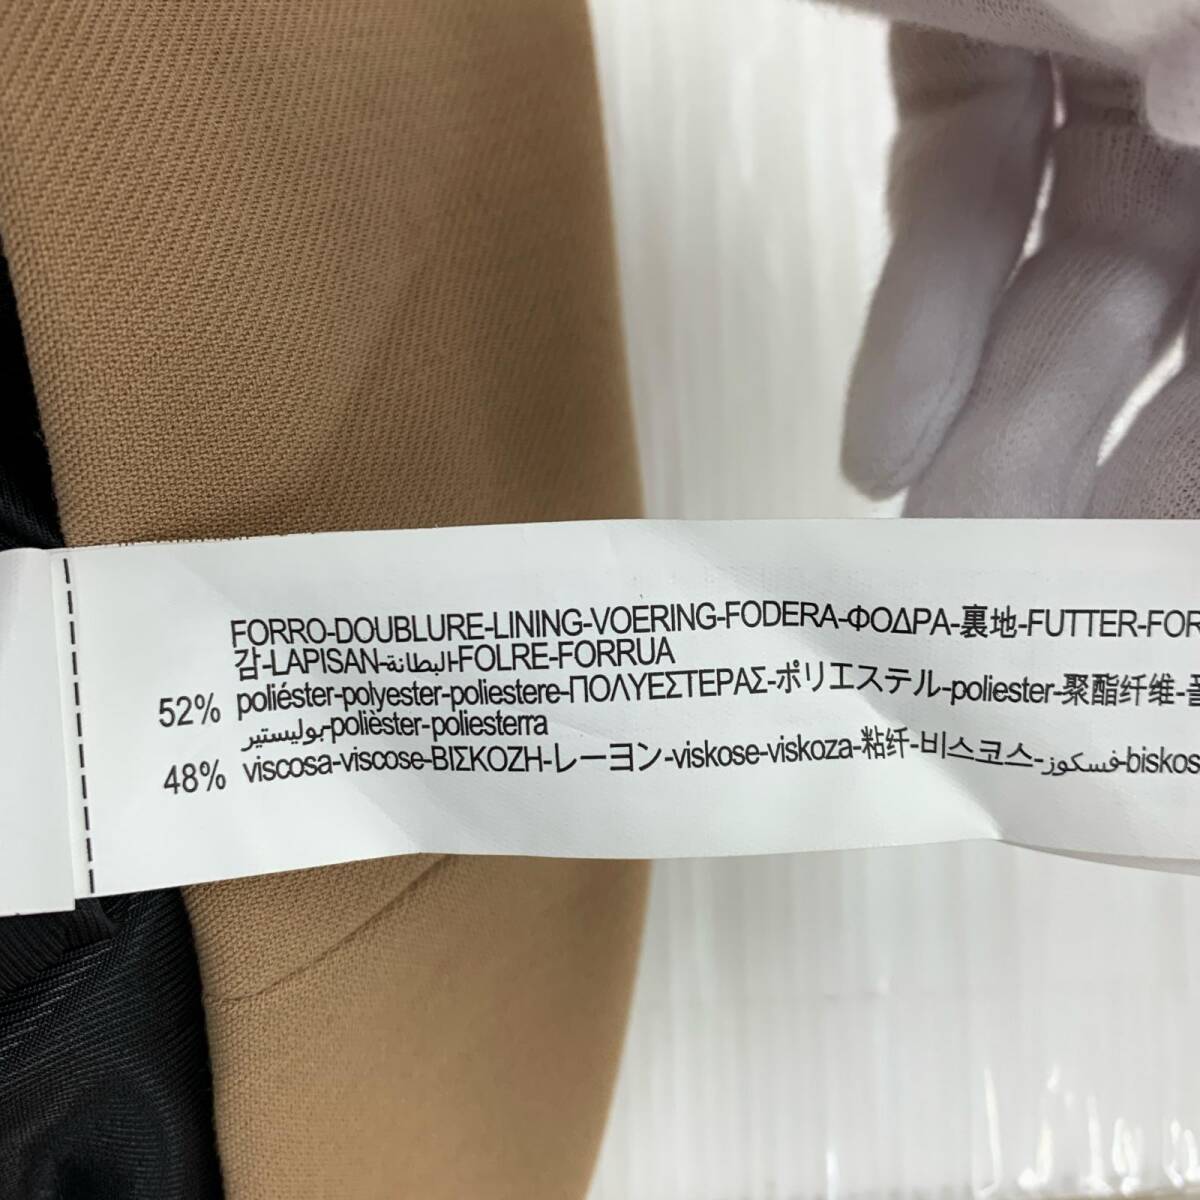 FORRO-DOUBLURE-LINING-VOERING-FODERA-ΦΟΔΡΑ-裏地-FUTTER-FOR
감-LAPISAN-البطانة-FOLRE-FORRUA
52% poliéster-polyester-poliestere-ΠΟΛΥΕΣΤΕΡΑΣ-ポリエステル-poliester-聚酯纤维-폴
بوليستير-polièster-poliesterra
48% viscosa-viscose-ΒΙΣΚΟΖΗ-レーヨン-viskose-viskoza-粘纤-비스코스-فسكوز-biskos